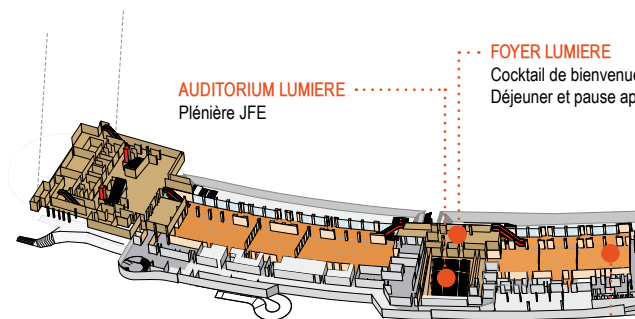 FOYER LUMIERE
Cocktail de bienvenue
Déjeuner et pause
AUDITORIUM LUMIERE
Plénière JFE